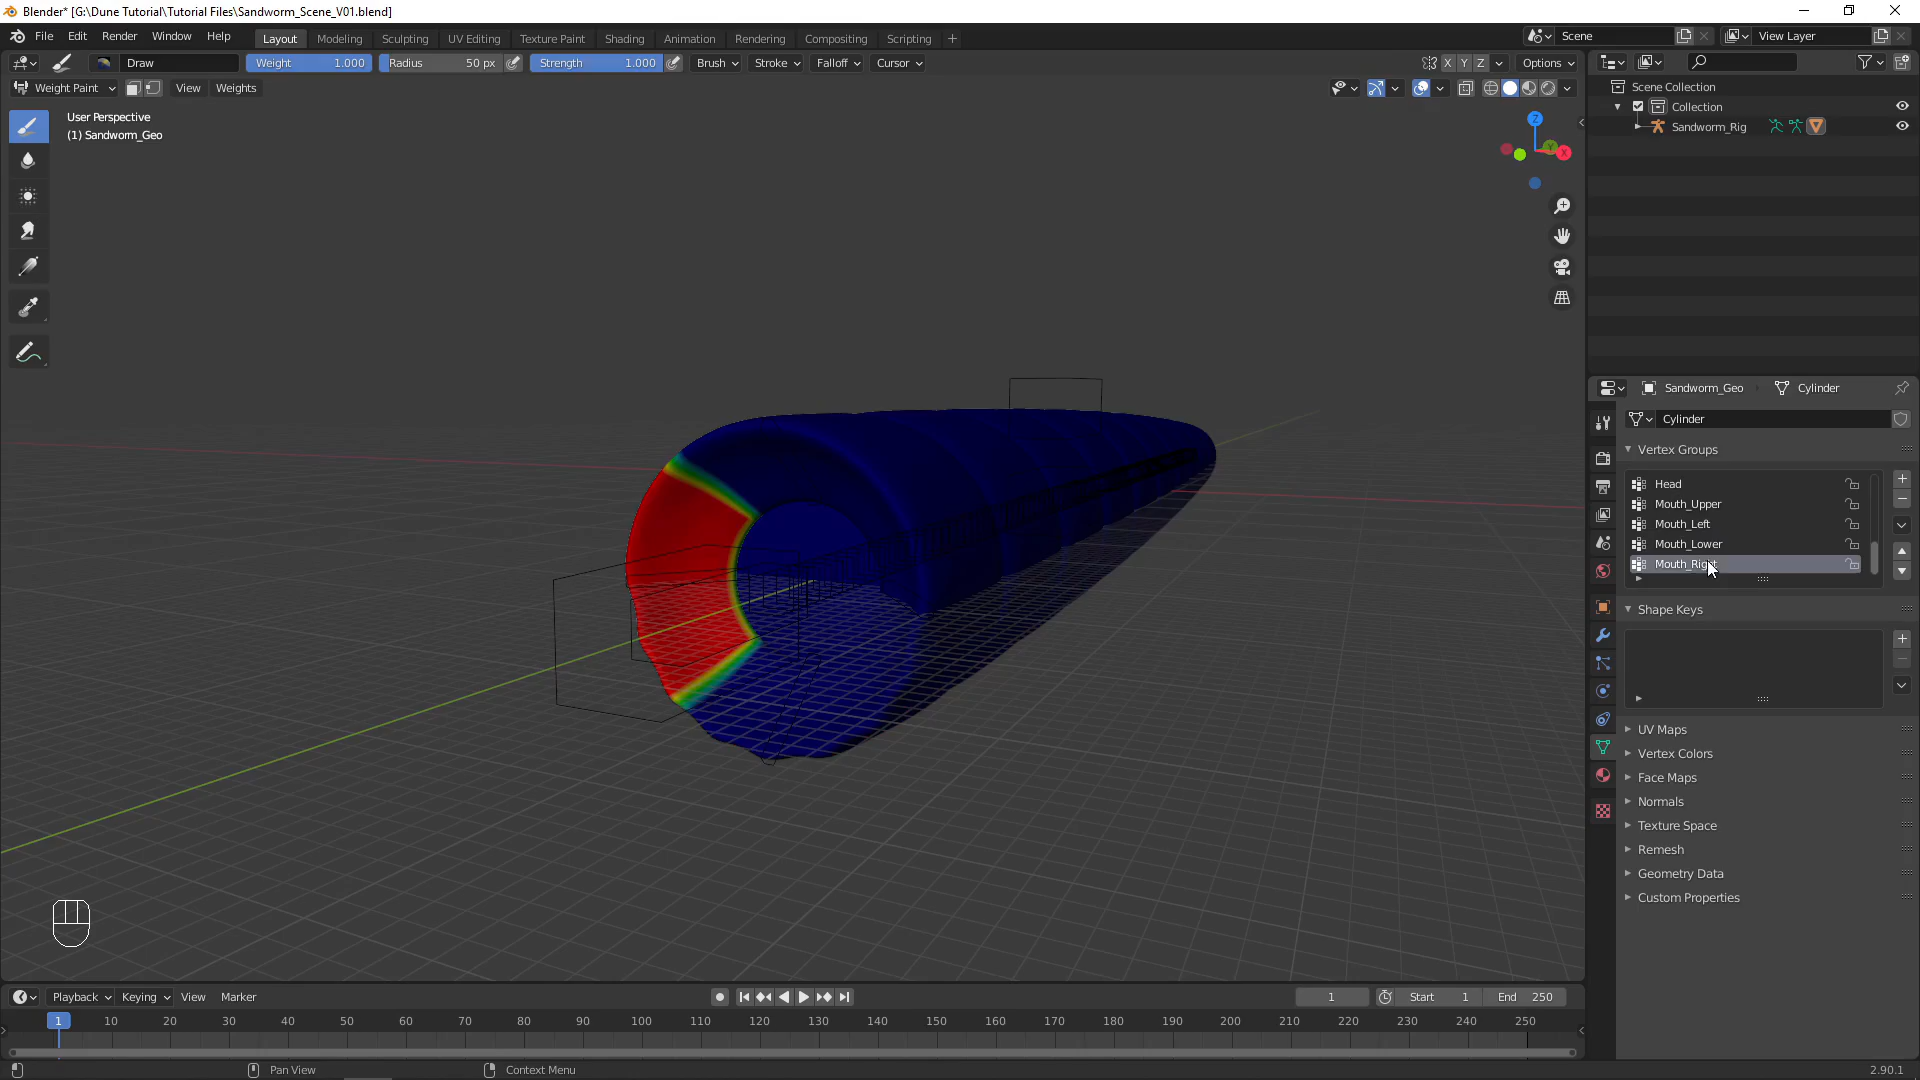 Blender* [G:\Dune Tutorial\Tutorial Files\Sandworm_Scene_V01.blend]
File Edit Render Window Help
Layout Modeling Sculpting UV Editing Texture Paint Shading Animation Rendering Compositing Scripting +
Scene
View Layer
Draw Weight 1.000 Radius 50 px Strength 1.000 Brush Stroke Falloff Cursor
X Y Z Options
Weight Paint View Weights
User Perspective
(1) Sandworm_Geo
Z
X
Scene Collection
Collection
Sandworm_Rig
Sandworm_Geo Cylinder
Cylinder
Vertex Groups
Head
Mouth_Upper
Mouth_Left
Mouth_Lower
Mouth_Right
Shape Keys
UV Maps
Vertex Colors
Face Maps
Normals
Texture Space
Remesh
Geometry Data
Custom Properties
Playback Keying View Marker
1 Start 1 End 250
1 10 20 30 40 50 60 70 80 90 100 110 120 130 140 150 160 170 180 190 200 210 220 230 240 250
Pan View Context Menu 2.90.1